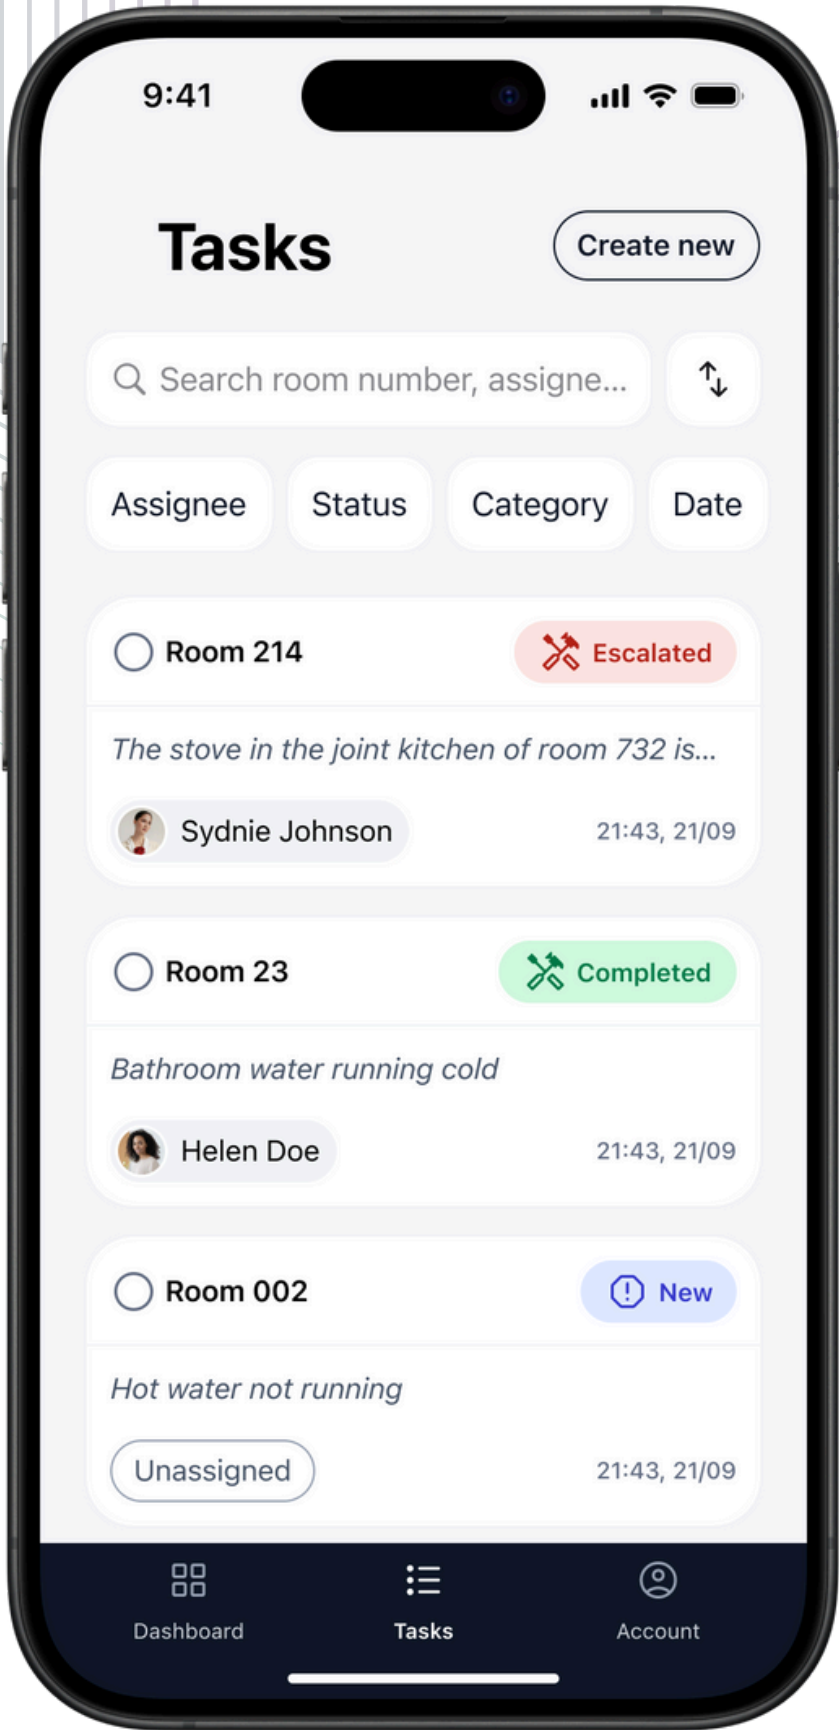 9:41
Tasks
Create new
Search room number, assigne...
Assignee
Status
Category
Date
Room 214
Escalated
The stove in the joint kitchen of room 732 is...
Sydnie Johnson
21:43, 21/09
Room 23
Completed
Bathroom water running cold
Helen Doe
21:43, 21/09
Room 002
New
Hot water not running
Unassigned
21:43, 21/09
Dashboard
Tasks
Account